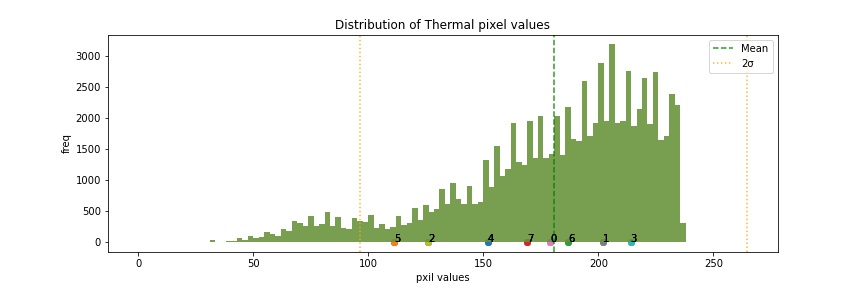 Distribution of Thermal pixel values
Mean
2σ
freq
3000
2500
2000
1500
1000
500
0
5 2 4 7 0 6 1 3
0 50 100 150 200 250
pxil values